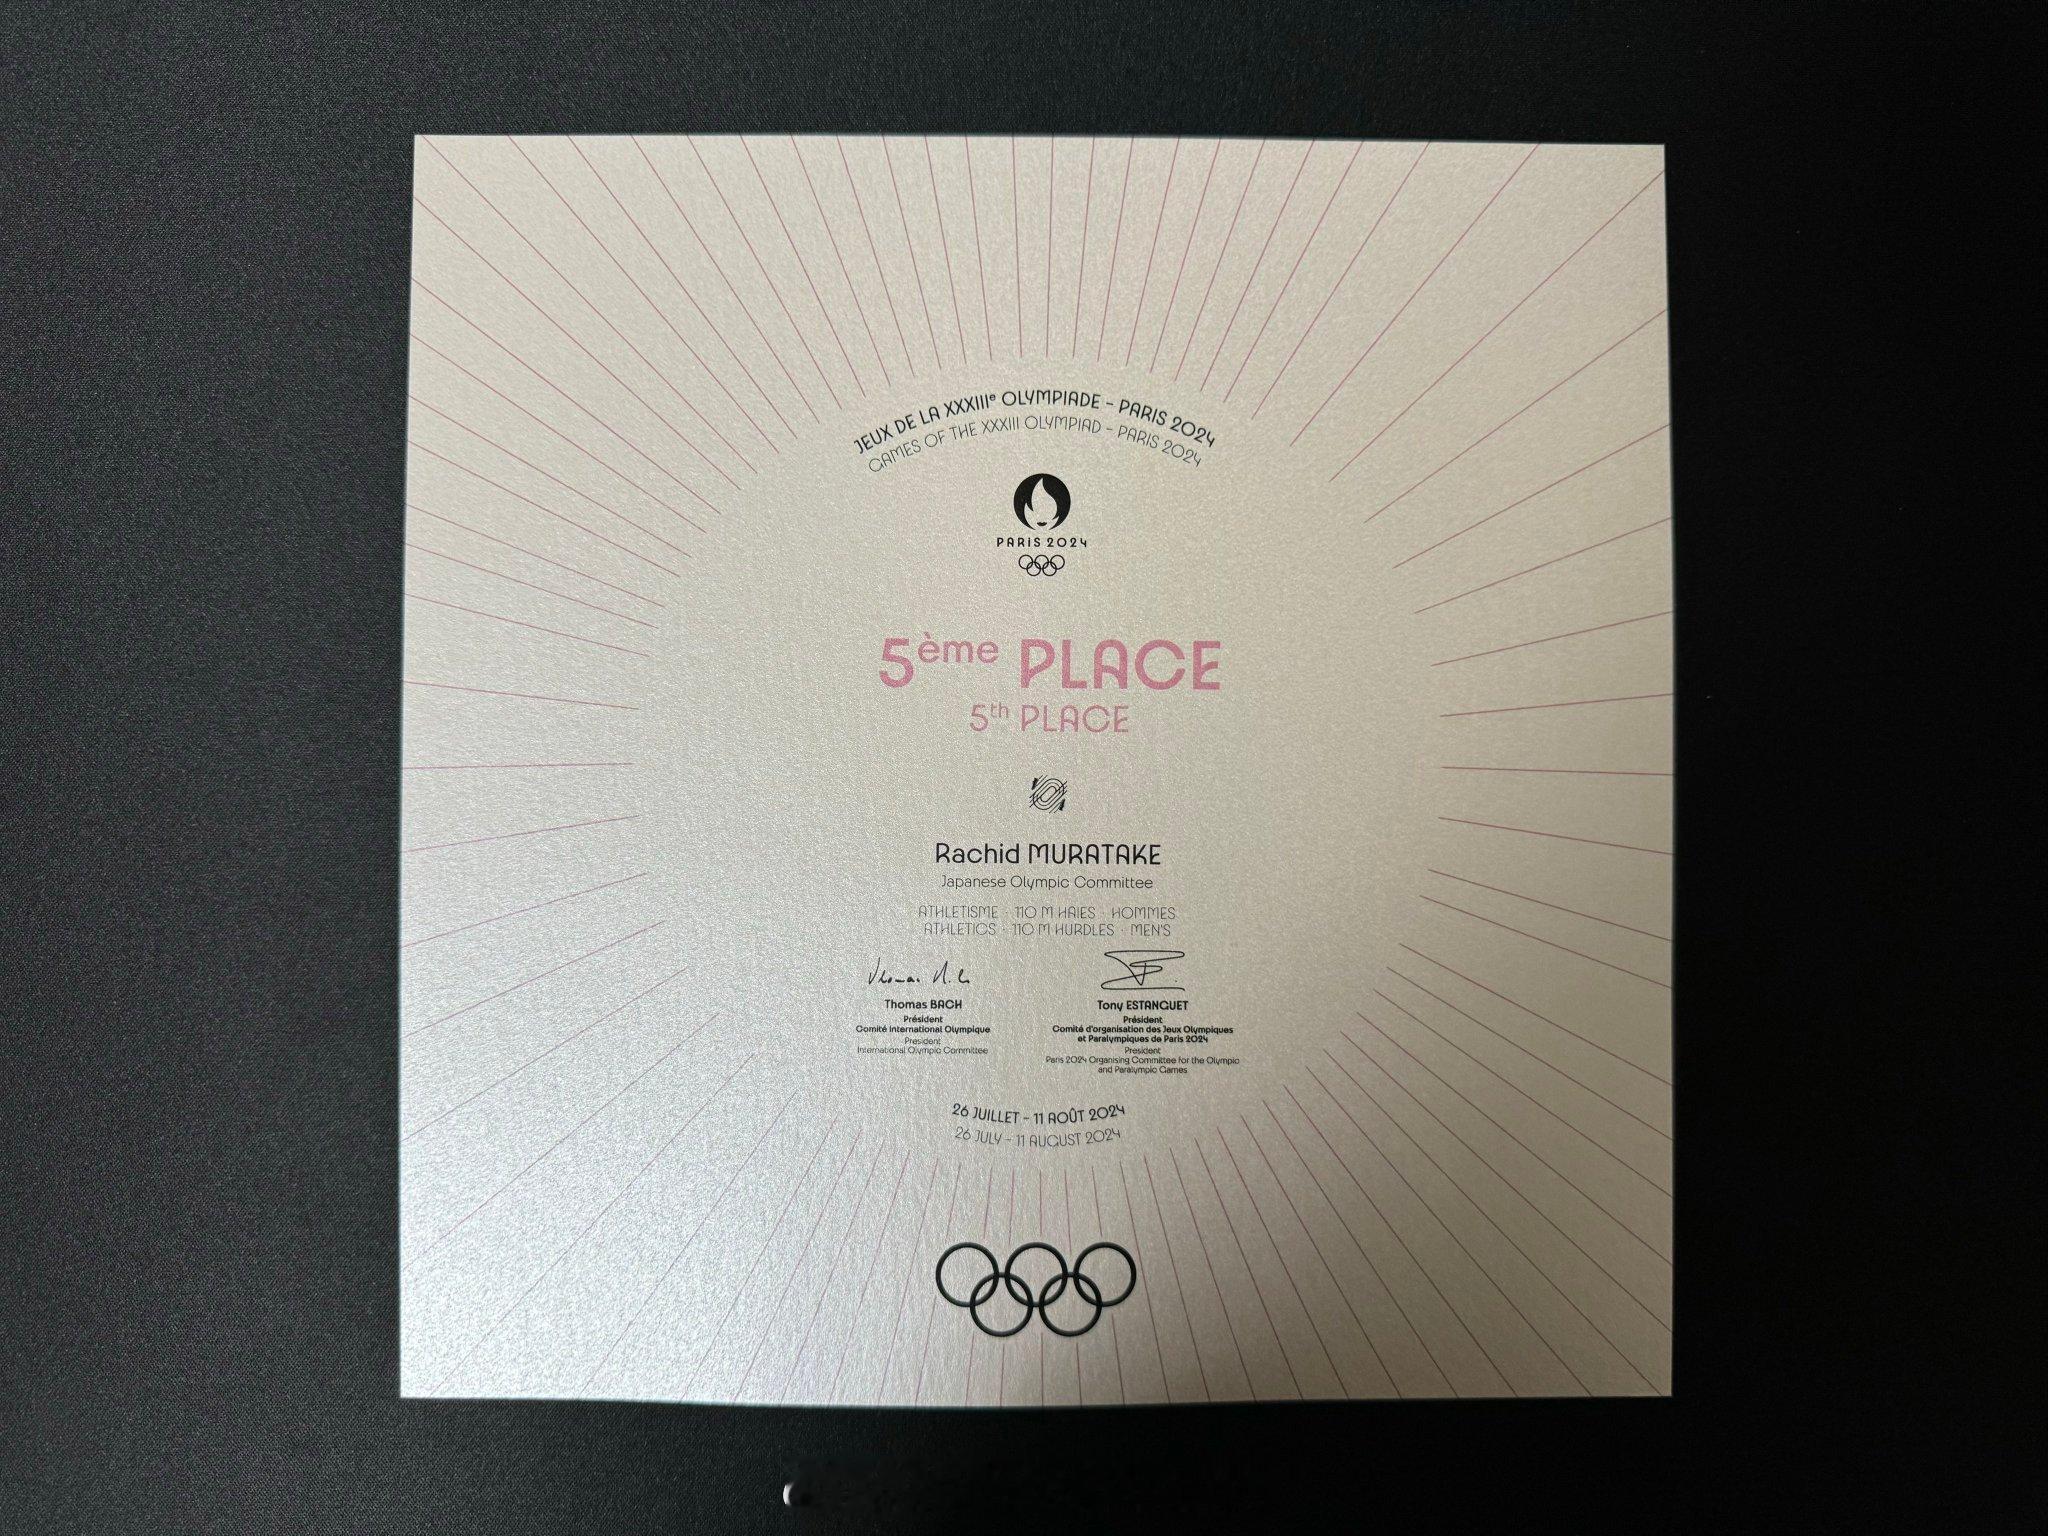 JEUX DE LA XXXIIIe OLYMPIADE – PARIS 2024
GAMES OF THE XXXIII OLYMPIAD – PARIS 2024
PARIS 2024
5ème PLACE
5th PLACE
Rachid MURATAKE
Japanese Olympic Committee
ATHLETISME · 110 M HAIES · HOMMES
ATHLETICS · 110 M HURDLES · MEN'S
Thomas BACH
Président
Comité International Olympique
President
International Olympic Committee
Tony ESTANGUET
Président
Comité d'organisation des Jeux Olympiques
et Paralympiques de Paris 2024
President
Paris 2024 Organising Committee for the Olympic
and Paralympic Games
26 JUILLET – 11 AOÛT 2024
26 JULY – 11 AUGUST 2024